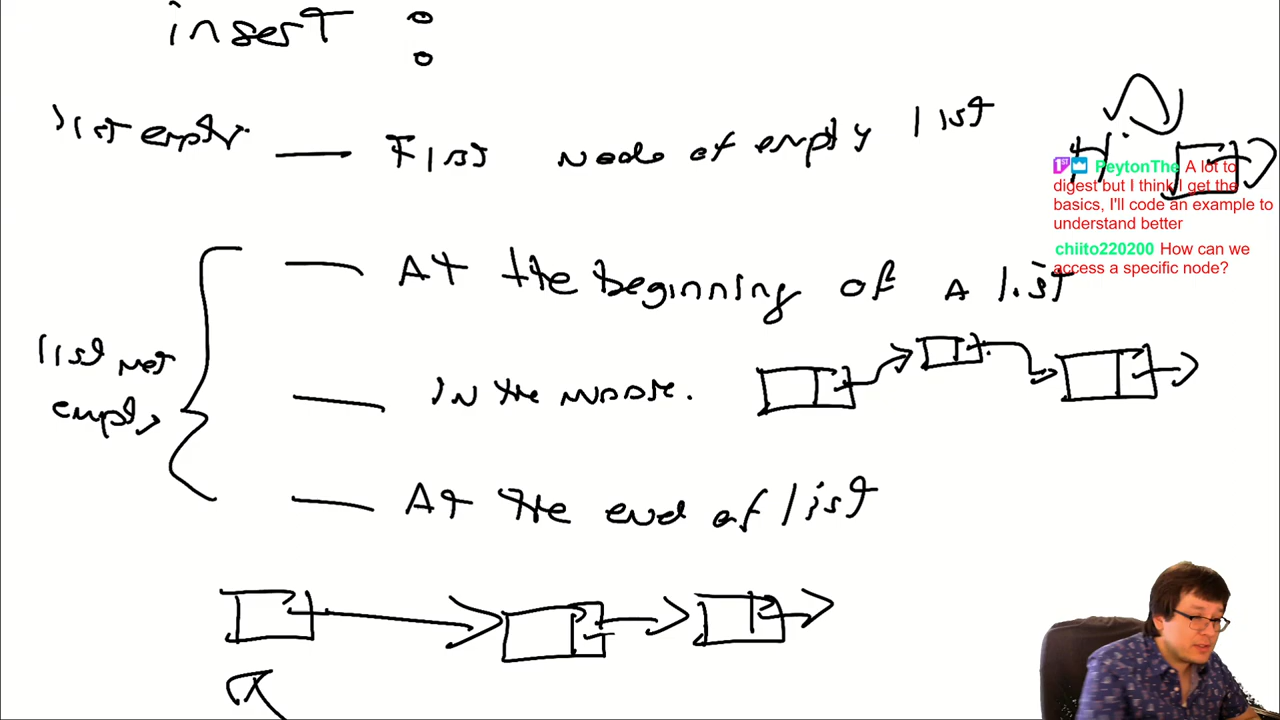 insert :
list empty — First node of empty list
H
PeytonThe A lot to
digest but I think I get the
basics, I'll code an example to
understand better
chiito220200 How can we
access a specific node?
— At the beginning of a list
list not
empty
— in the middle.
— At the end of list